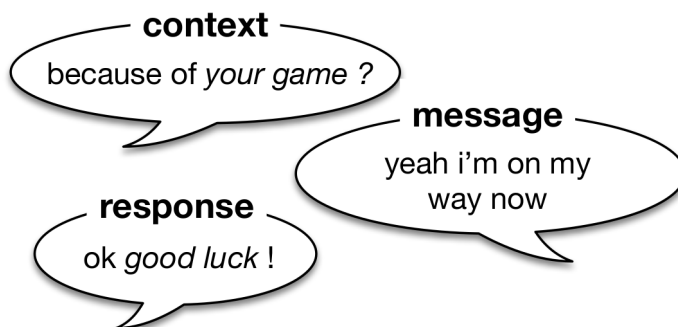 context
because of your game ?
message
yeah i'm on my
way now
response
ok good luck !